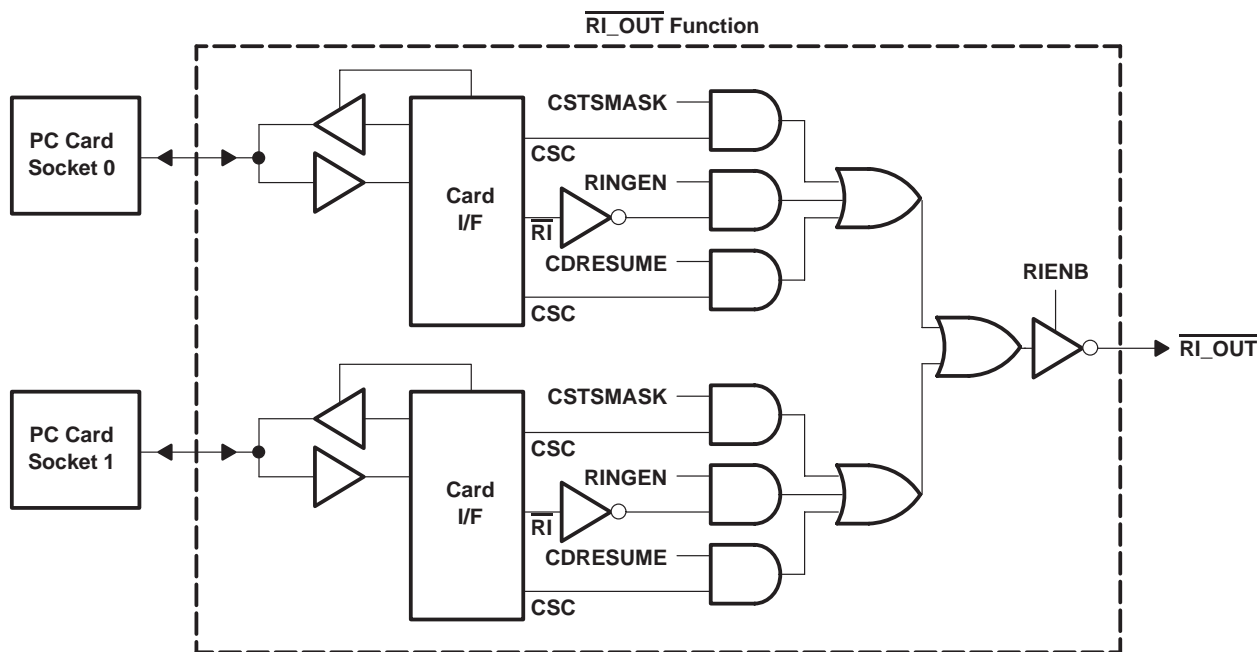 RI_OUT Function
PC Card
Socket 0
Card
I/F
CSTSMASK
CSC
RINGEN
RI
CDRESUME
CSC
RIENB
RI_OUT
PC Card
Socket 1
Card
I/F
CSTSMASK
CSC
RINGEN
RI
CDRESUME
CSC